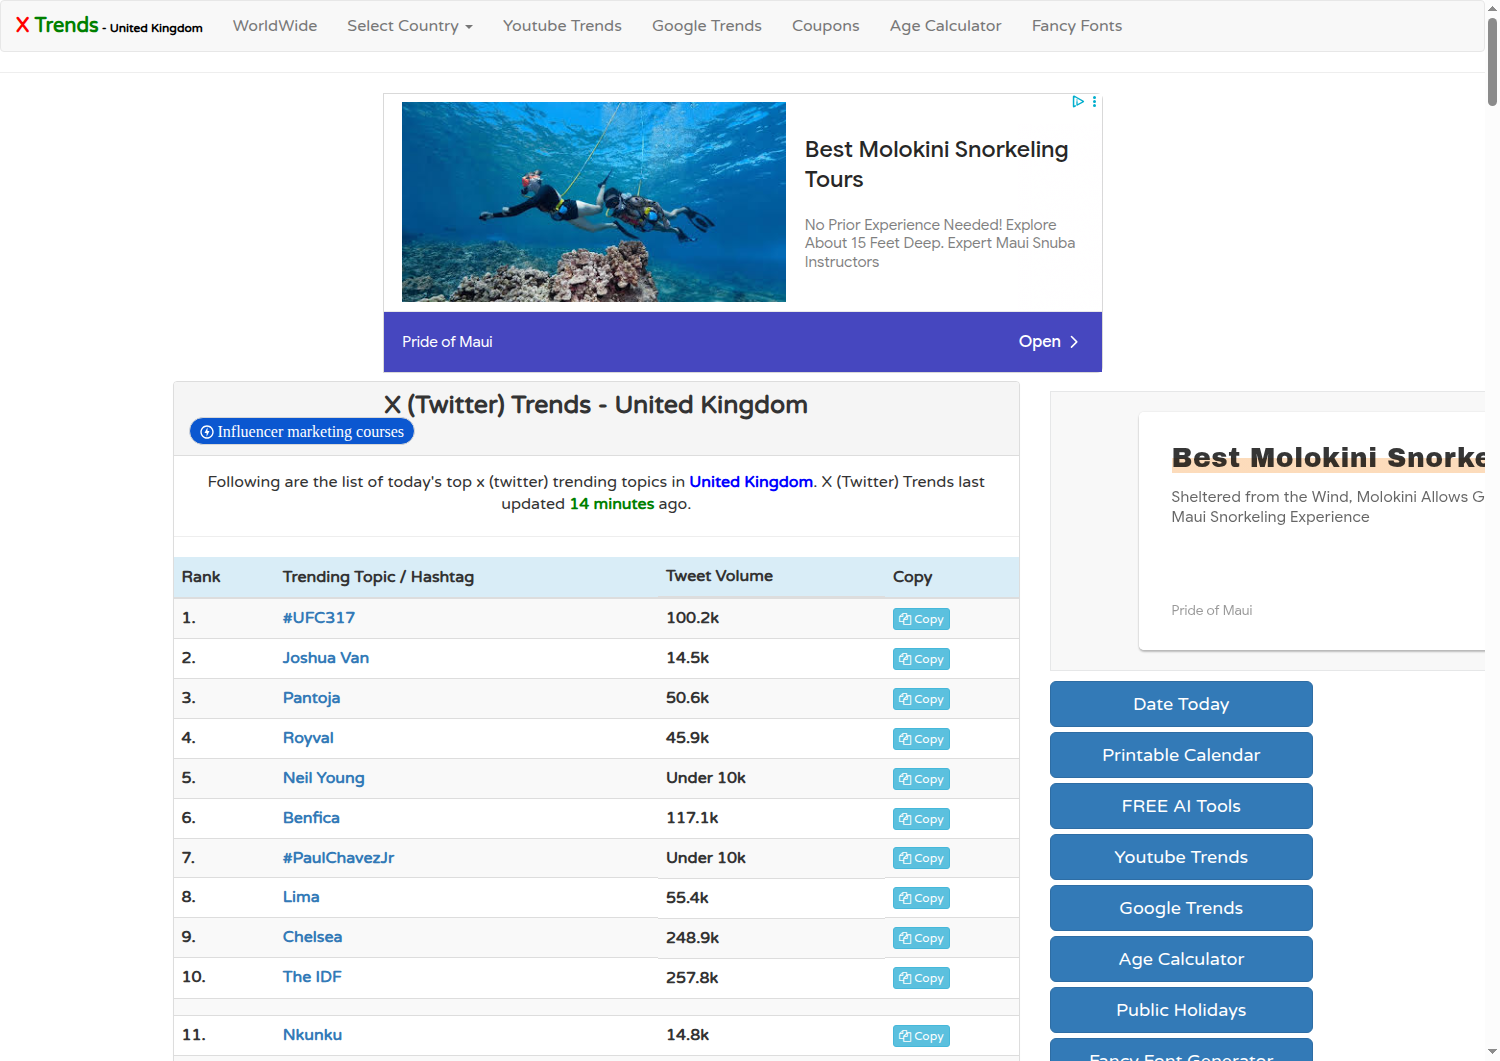 X Trends - United Kingdom
WorldWide
Select Country
Youtube Trends
Google Trends
Coupons
Age Calculator
Fancy Fonts
Best Molokini Snorkeling
Tours
No Prior Experience Needed! Explore
About 15 Feet Deep. Expert Maui Snuba
Instructors
Pride of Maui
Open
X (Twitter) Trends - United Kingdom
Influencer marketing courses
Following are the list of today's top x (twitter) trending topics in United Kingdom. X (Twitter) Trends last
updated 14 minutes ago.
Rank Trending Topic / Hashtag Tweet Volume Copy
1. #UFC317 100.2k Copy
2. Joshua Van 14.5k Copy
3. Pantoja 50.6k Copy
4. Royval 45.9k Copy
5. Neil Young Under 10k Copy
6. Benfica 117.1k Copy
7. #PaulChavezJr Under 10k Copy
8. Lima 55.4k Copy
9. Chelsea 248.9k Copy
10. The IDF 257.8k Copy
11. Nkunku 14.8k Copy
Best Molokini Snorke
Sheltered from the Wind, Molokini Allows G
Maui Snorkeling Experience
Pride of Maui
Date Today
Printable Calendar
FREE AI Tools
Youtube Trends
Google Trends
Age Calculator
Public Holidays
Fancy Font Generator